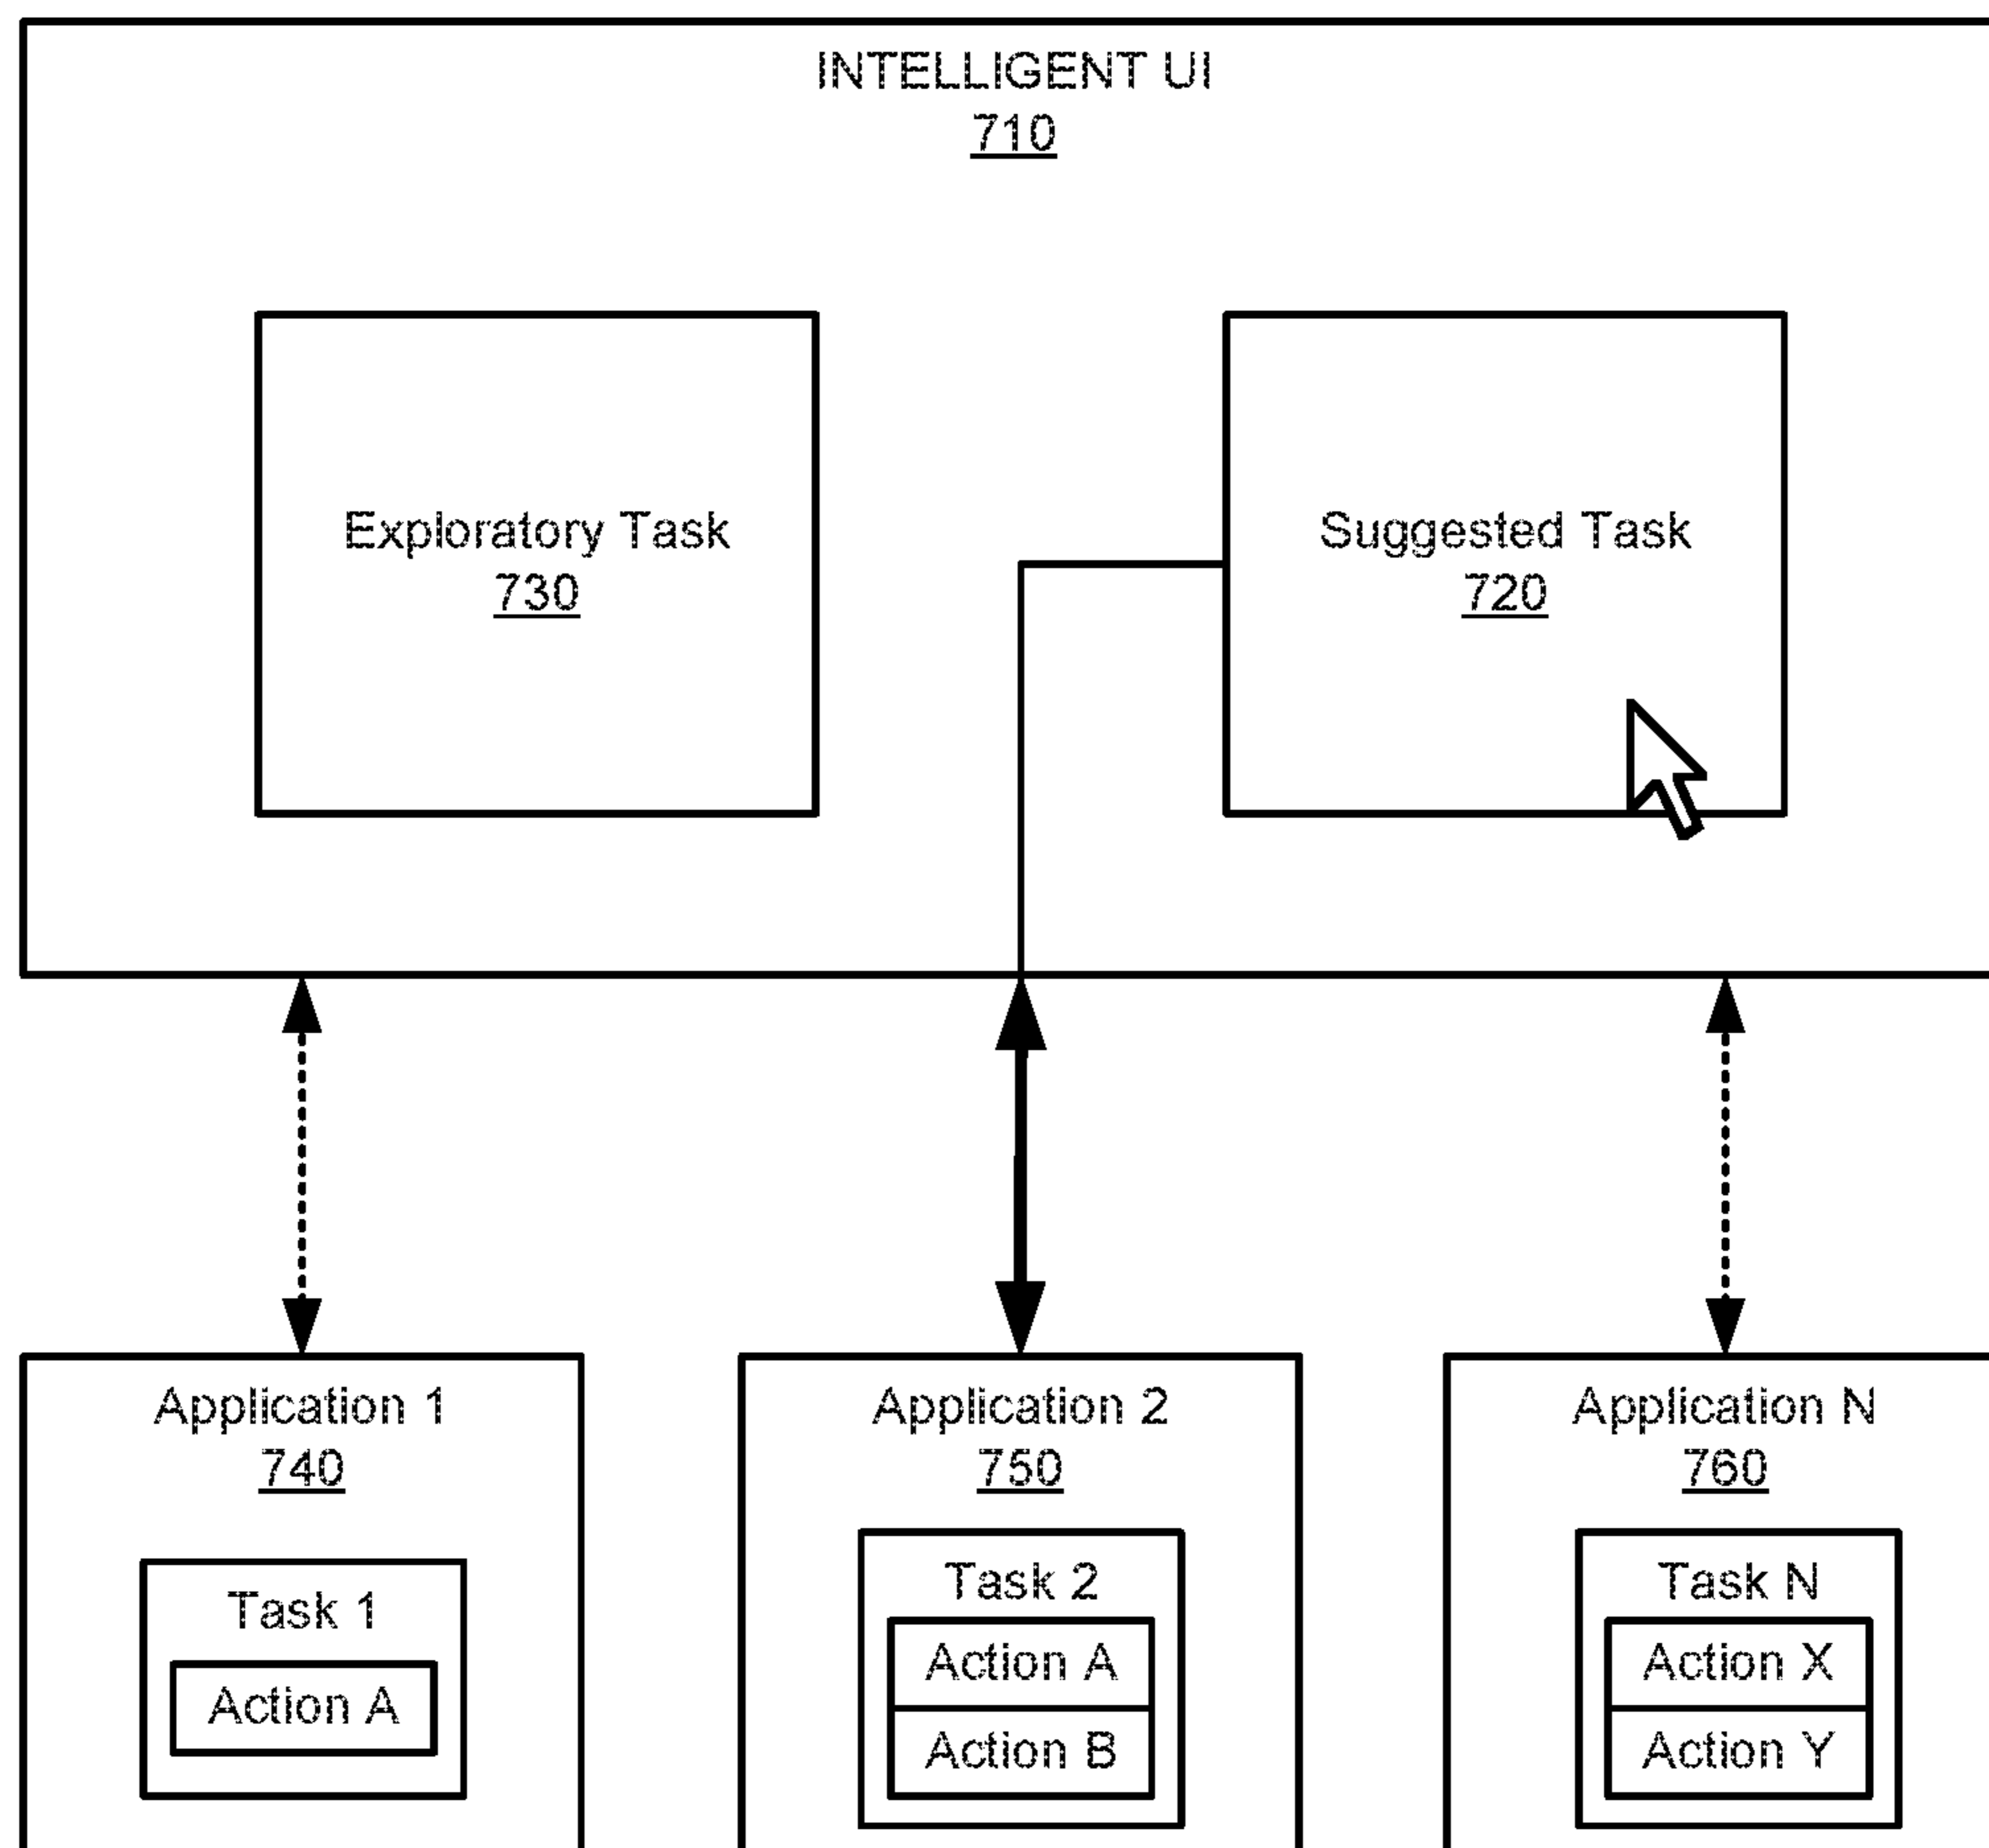 INTELLIGENT UI
710
Exploratory Task
730
Suggested Task
720
Application 1
740
Task 1
Action A
Application 2
750
Task 2
Action A
Action B
Application N
760
Task N
Action X
Action Y